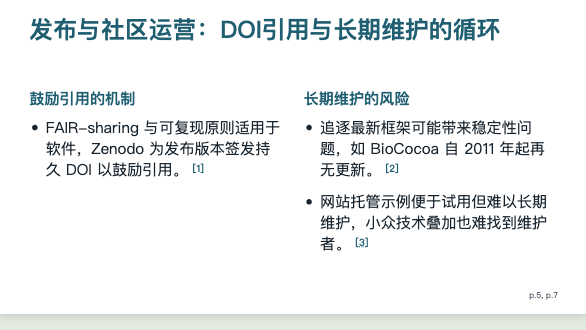 发布与社区运营：DOI引用与长期维护的循环
鼓励引用的机制
• FAIR-sharing 与可复现原则适用于
软件，Zenodo 为发布版本签发持
久 DOI 以鼓励引用。[1]
长期维护的风险
• 追逐最新框架可能带来稳定性问
题，如 BioCocoa 自 2011 年起再
无更新。[2]
• 网站托管示例便于试用但难以长期
维护，小众技术叠加也难找到维护
者。[3]
p.5, p.7